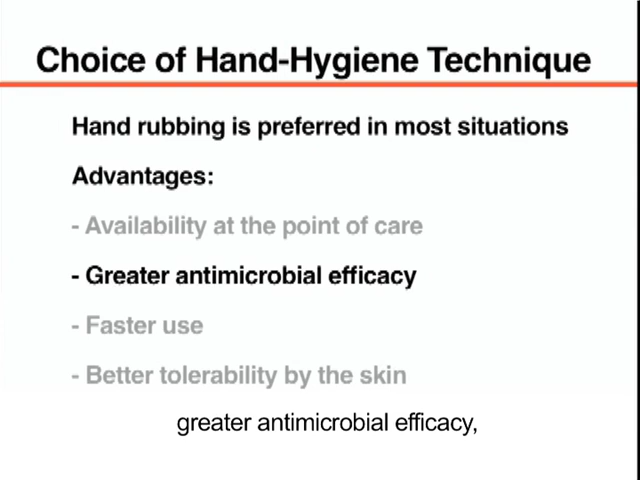 Choice of Hand-Hygiene Technique
Hand rubbing is preferred in most situations
Advantages:
- Availability at the point of care
- Greater antimicrobial efficacy
- Faster use
- Better tolerability by the skin
greater antimicrobial efficacy,